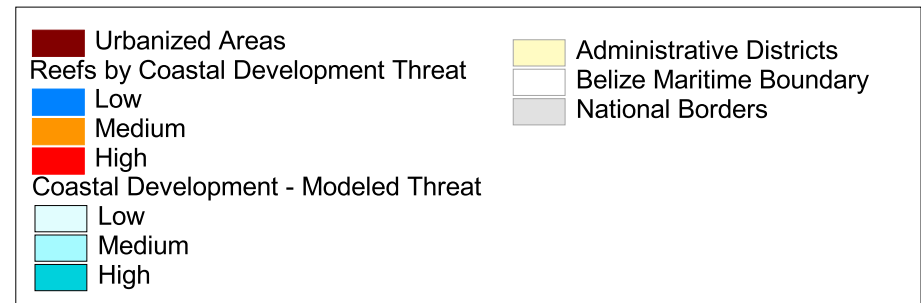 Urbanized Areas
Reefs by Coastal Development Threat
Low
Medium
High
Coastal Development - Modeled Threat
Low
Medium
High
Administrative Districts
Belize Maritime Boundary
National Borders